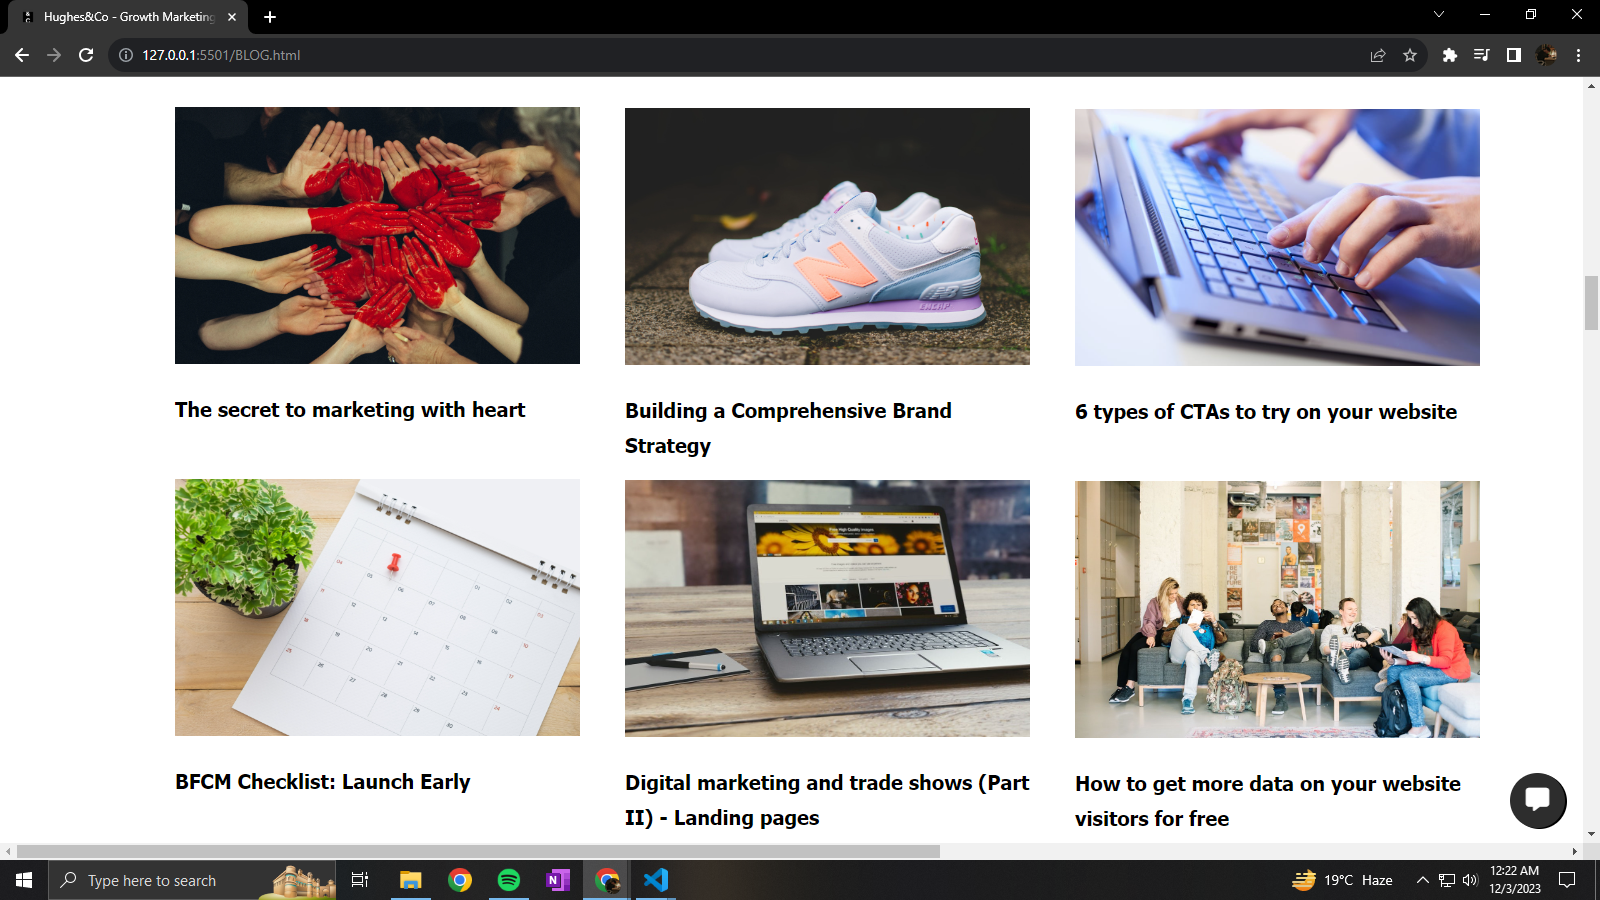 Hughes&Co - Growth Marketing
127.0.0.1:5501/BLOG.html
The secret to marketing with heart
Building a Comprehensive Brand
Strategy
6 types of CTAs to try on your website
BFCM Checklist: Launch Early
Digital marketing and trade shows (Part
II) - Landing pages
How to get more data on your website
visitors for free
Type here to search
19°C Haze
12:22 AM
12/3/2023